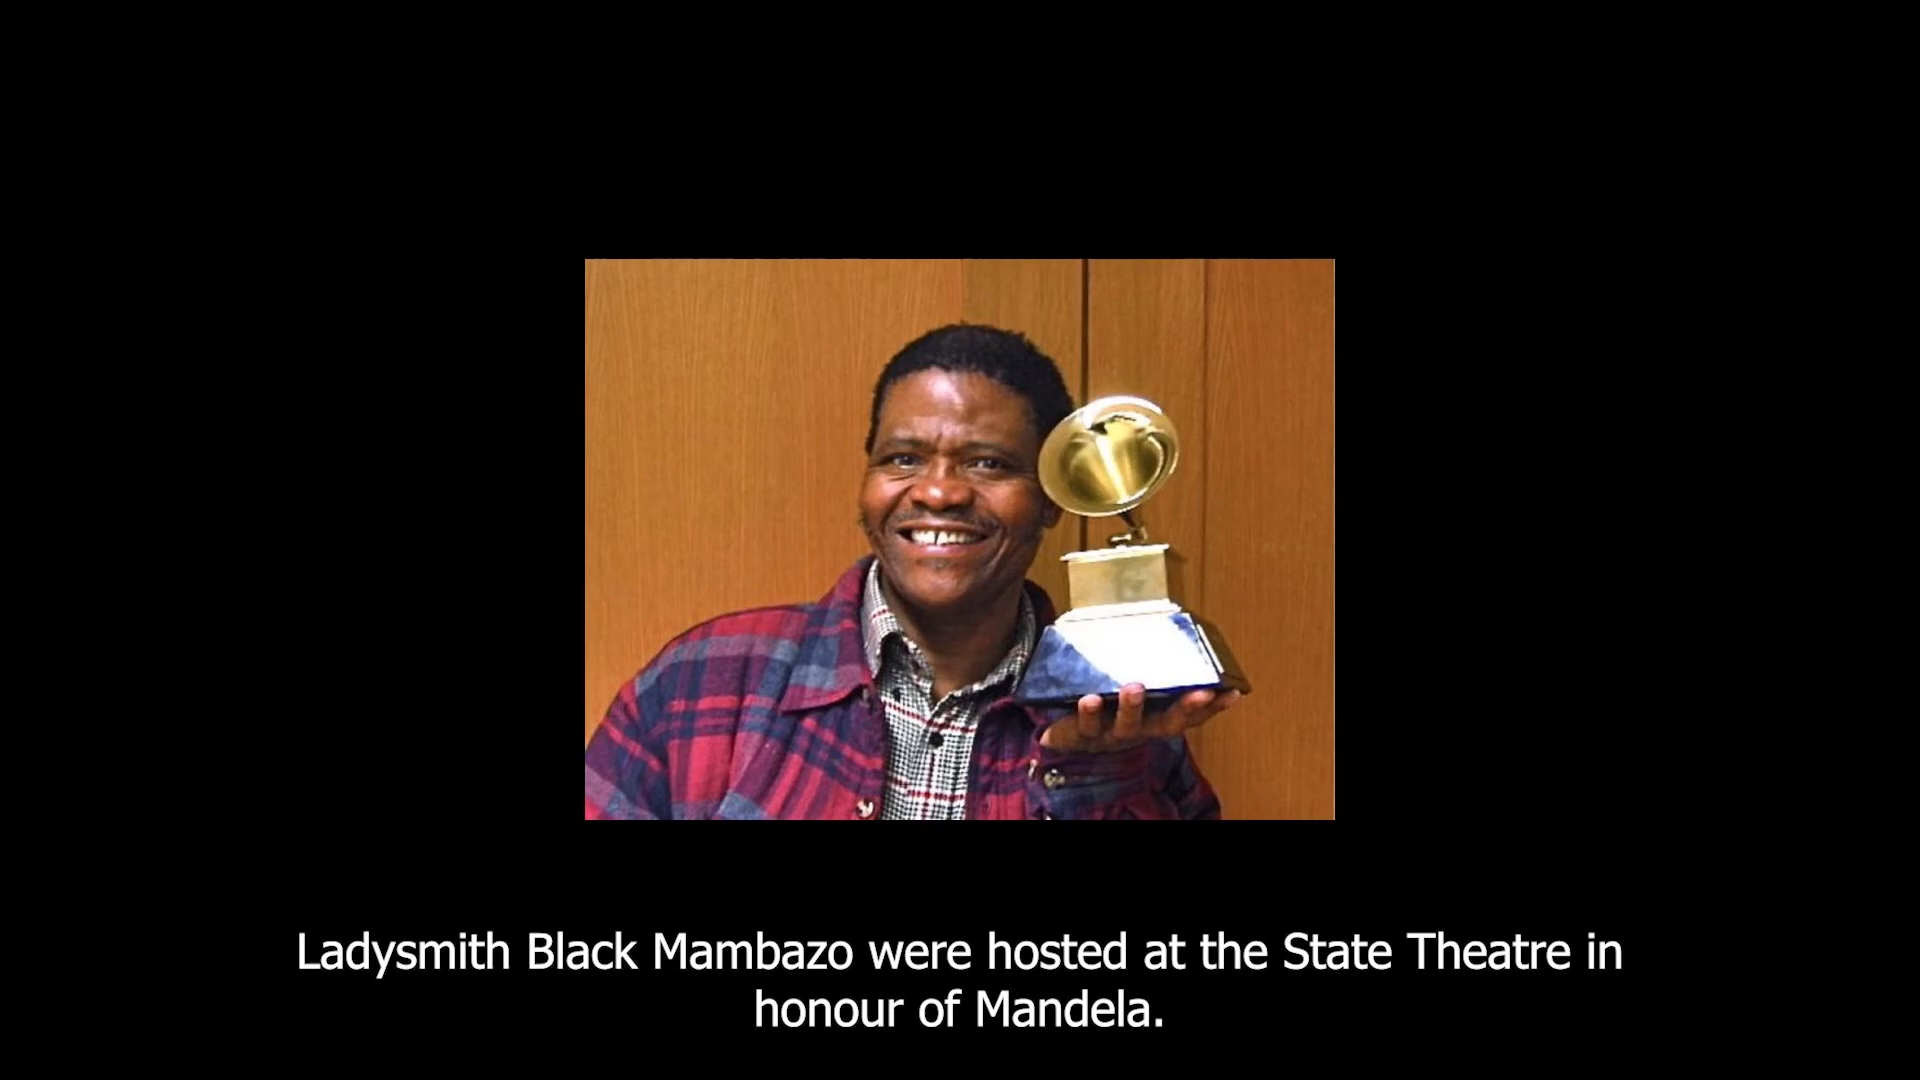 Ladysmith Black Mambazo were hosted at the State Theatre in
honour of Mandela.